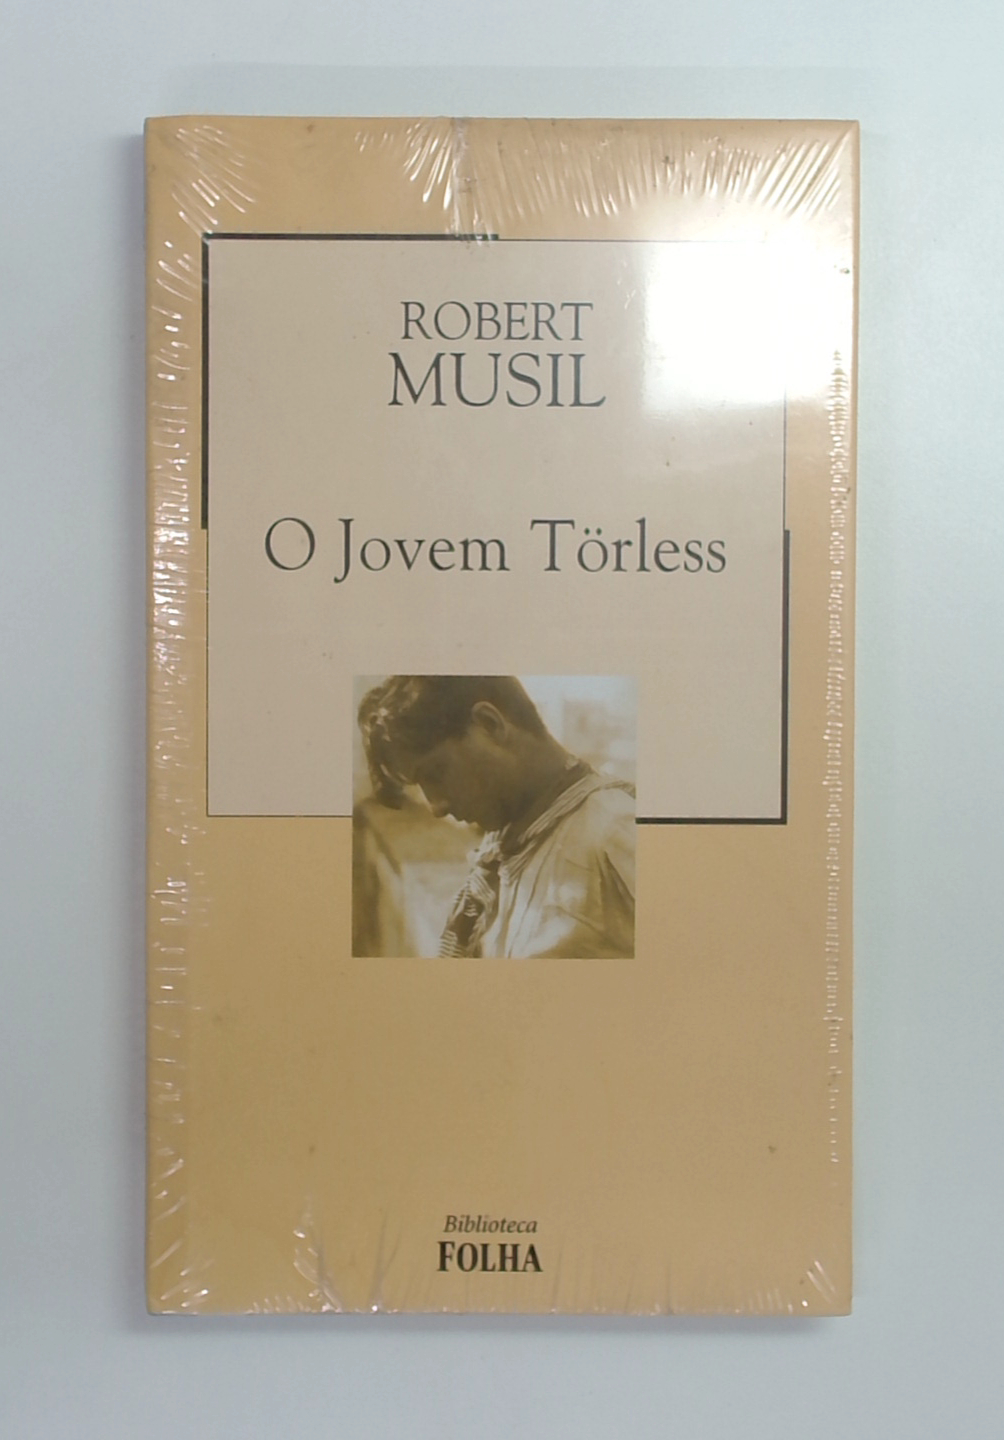 ROBERT
MUSIL
O Jovem Törless
Biblioteca
FOLHA